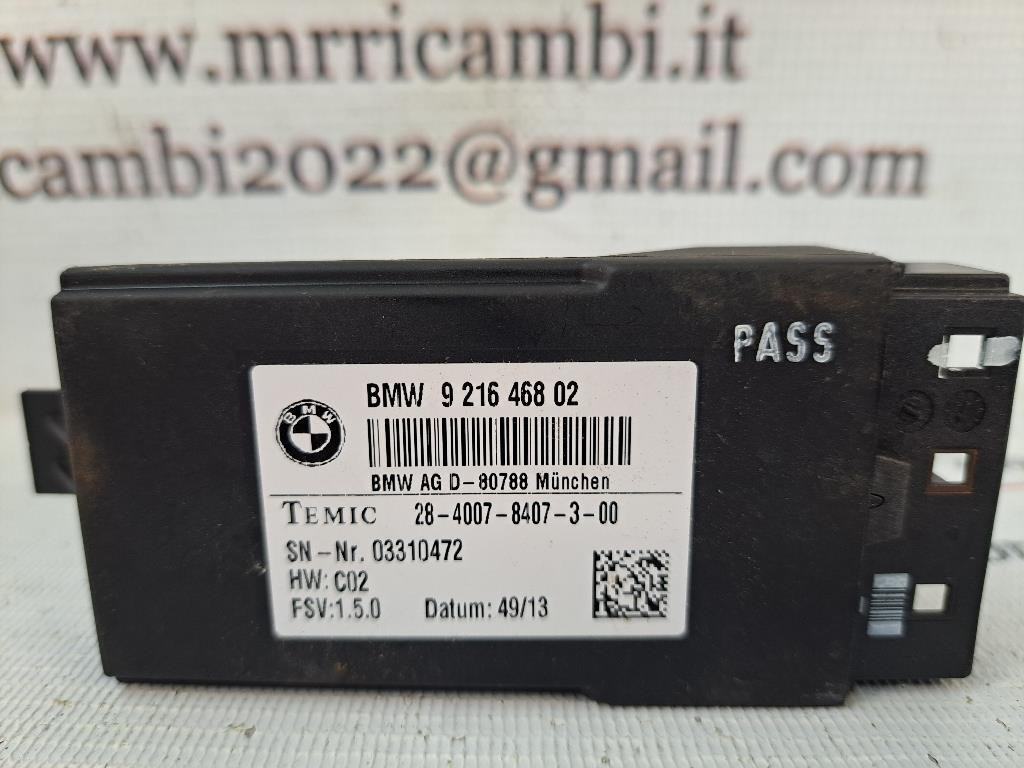 www.mrricambi.it
cambi2022@gmail.com
PASS
BMW 9 216 468 02
BMW
BMW AG D-80788 München
TEMIC 28-4007-8407-3-00
SN-Nr. 03310472
HW: C02
FSV:1.5.0 Datum: 49/13